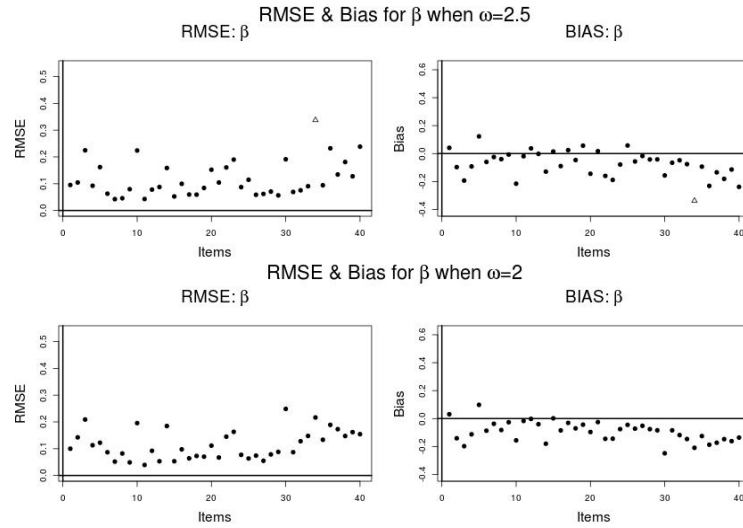 RMSE & Bias for β when ω=2.5
RMSE: β
BIAS: β
RMSE
0.0 0.1 0.2 0.3 0.4 0.5
0 10 20 30 40
Items
Bias
-0.4 -0.2 0.0 0.2 0.4 0.6
0 10 20 30 40
Items
RMSE & Bias for β when ω=2
RMSE: β
BIAS: β
RMSE
0.0 0.1 0.2 0.3 0.4 0.5
0 10 20 30 40
Items
Bias
-0.4 -0.2 0.0 0.2 0.4 0.6
0 10 20 30 40
Items